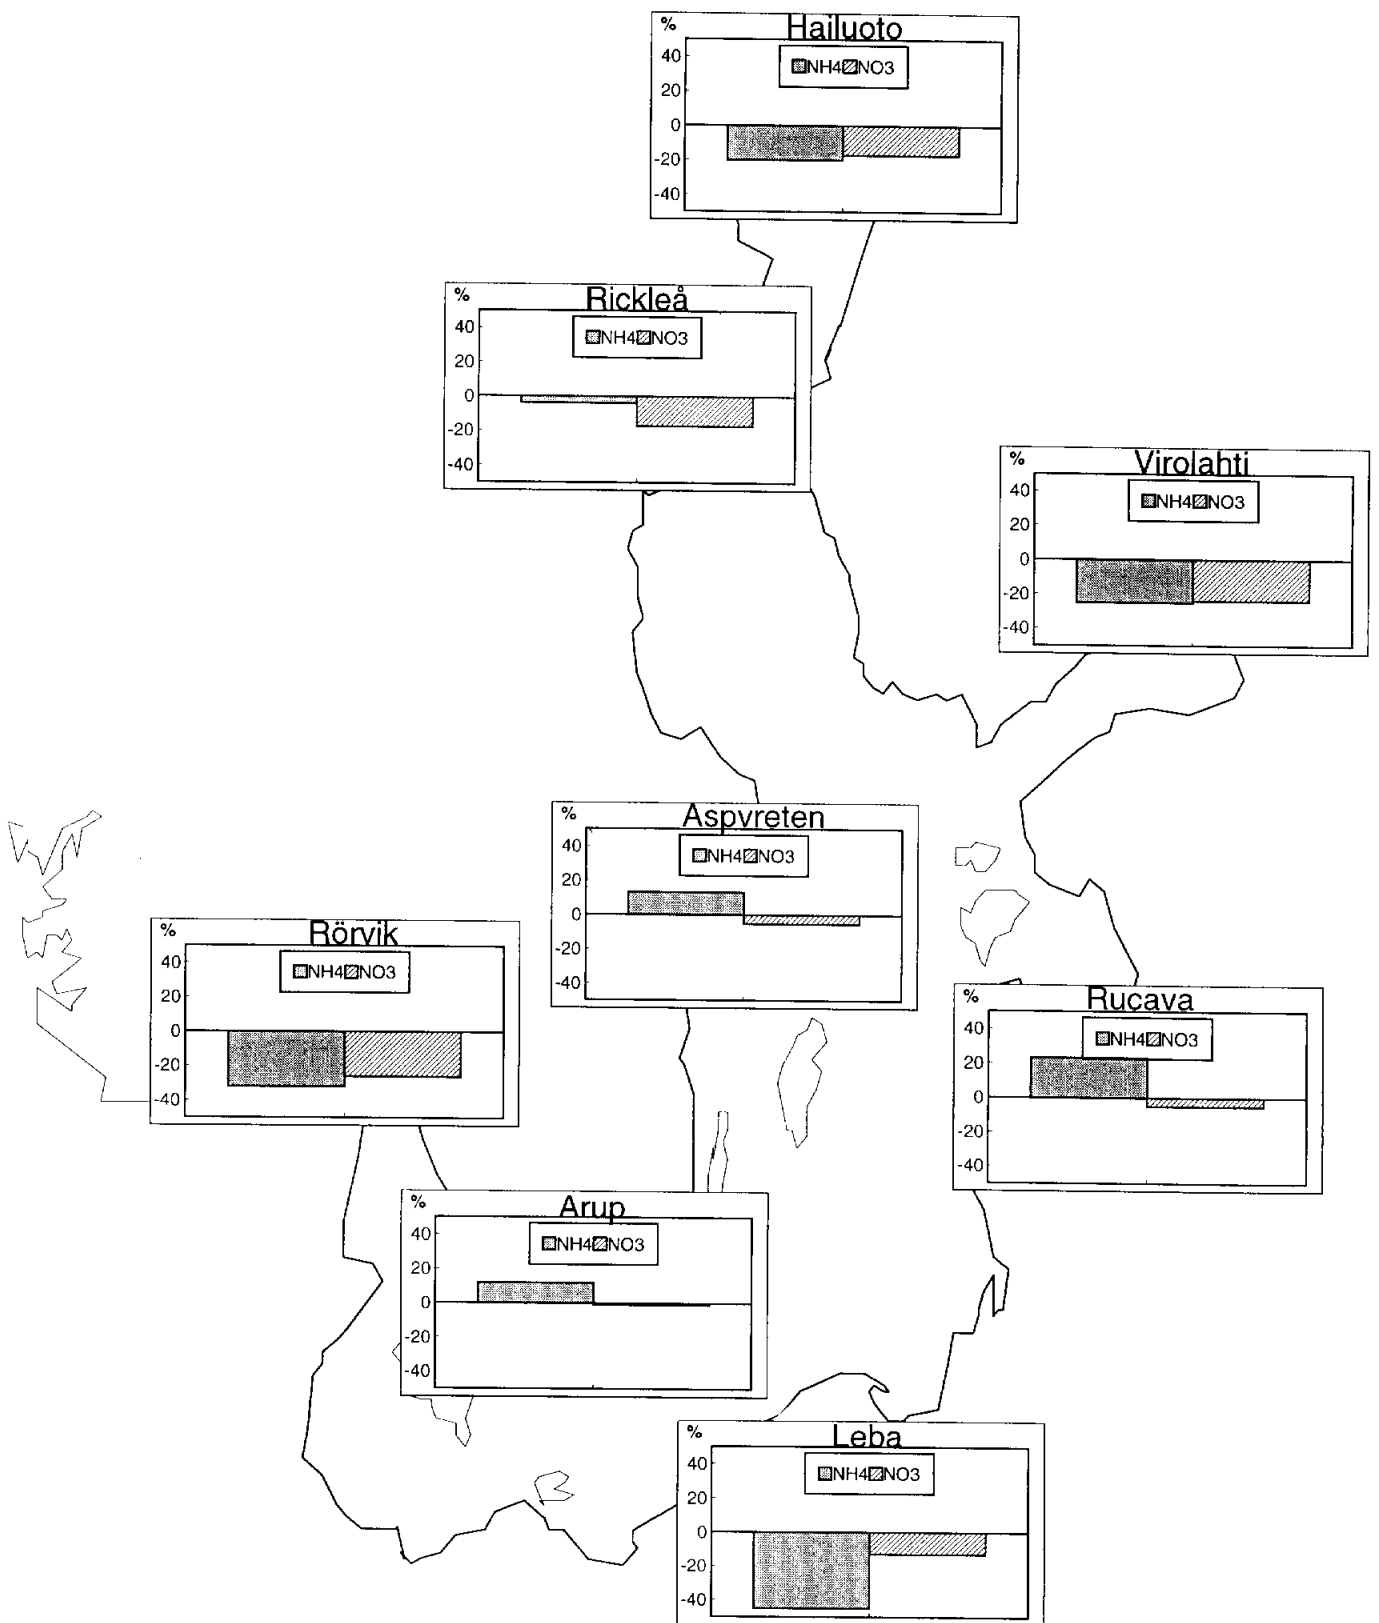 % Hailuoto
NH4 NO3
40
20
0
-20
-40
% Rickleå
NH4 NO3
40
20
0
-20
-40
% Virolahti
NH4 NO3
40
20
0
-20
-40
% Aspvreten
NH4 NO3
40
20
0
-20
-40
% Rörvik
NH4 NO3
40
20
0
-20
-40
% Rucava
NH4 NO3
40
20
0
-20
-40
% Arup
NH4 NO3
40
20
0
-20
-40
% Leba
NH4 NO3
40
20
0
-20
-40